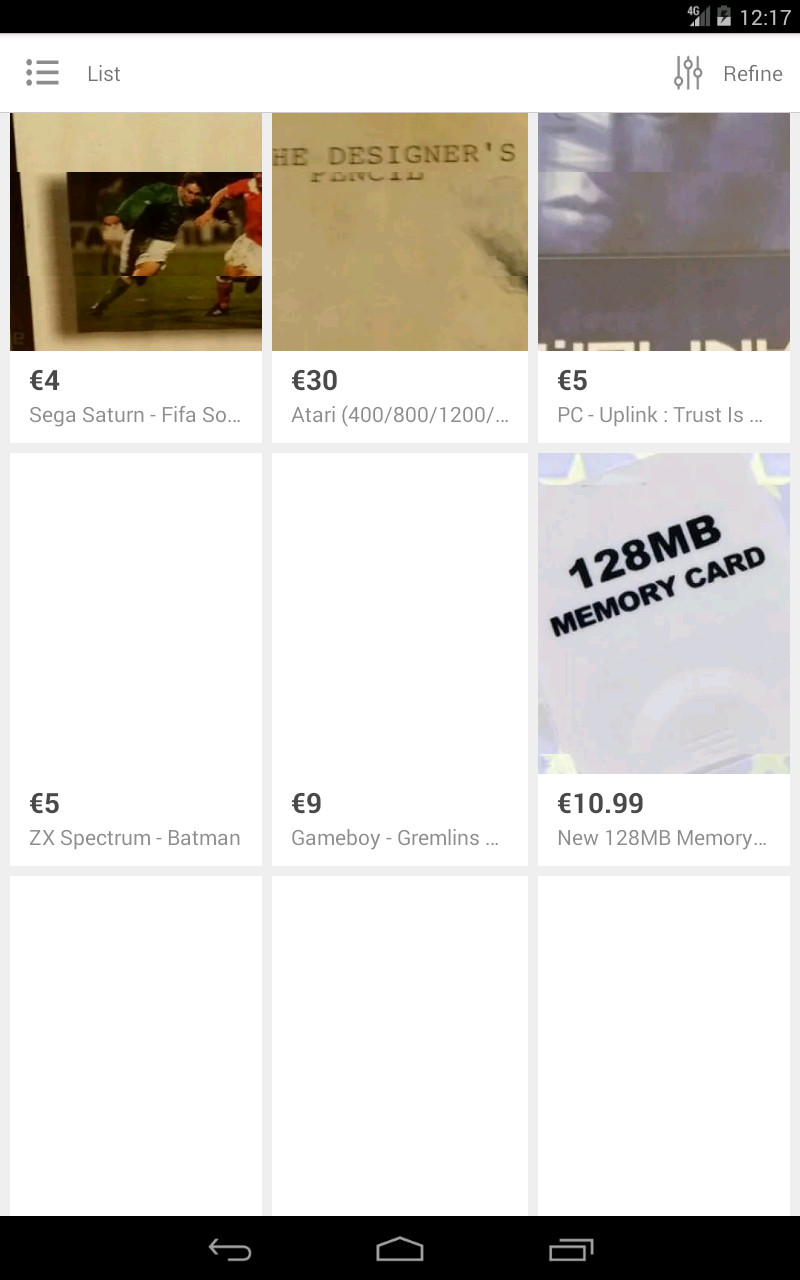 4G 12:17
List Refine
HE DESIGNER'S
PENCIL
€4
Sega Saturn - Fifa So...
€30
Atari (400/800/1200/...
€5
PC - Uplink : Trust Is ...
128MB
MEMORY CARD
€5
ZX Spectrum - Batman
€9
Gameboy - Gremlins ...
€10.99
New 128MB Memory...